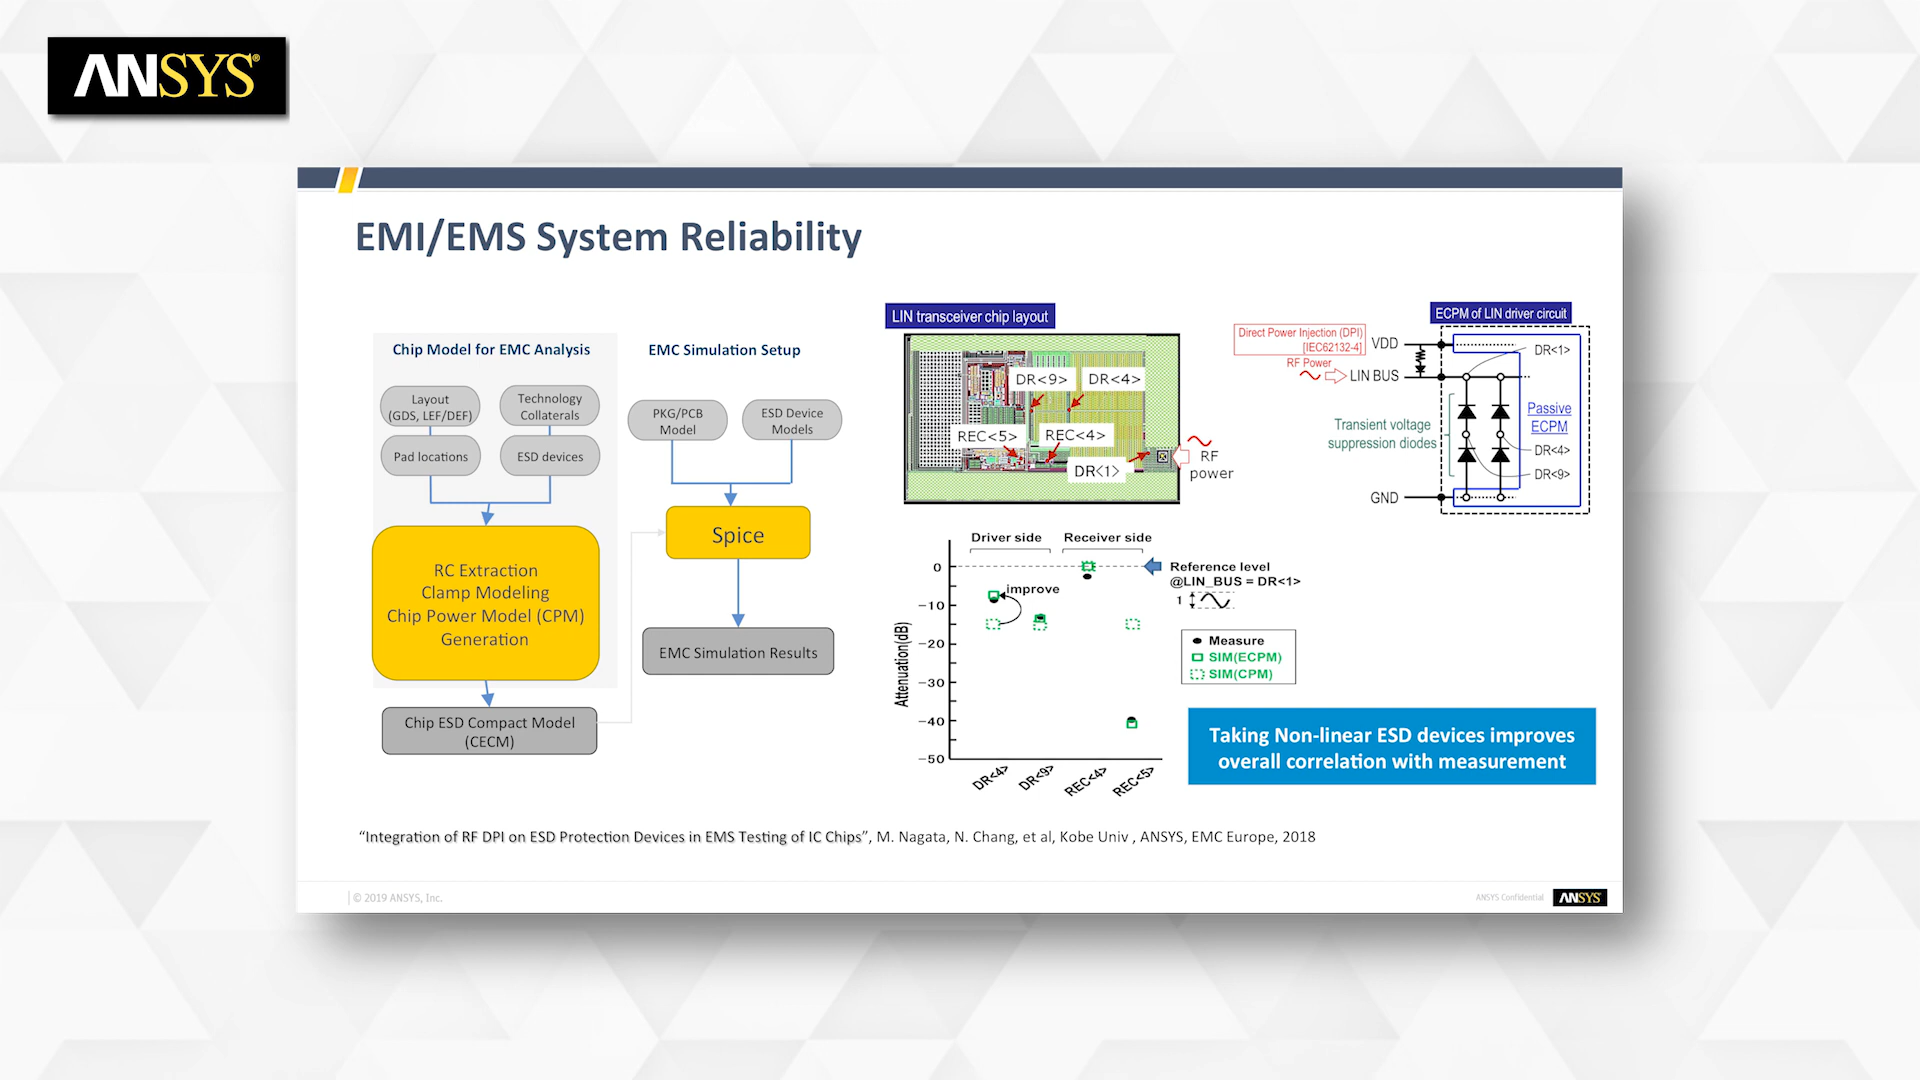 ANSYS®
EMI/EMS System Reliability
Chip Model for EMC Analysis
Layout
(GDS, LEF/DEF)
Technology
Collaterals
Pad locations
ESD devices
RC Extraction
Clamp Modeling
Chip Power Model (CPM)
Generation
Chip ESD Compact Model
(CECM)
EMC Simulation Setup
PKG/PCB
Model
ESD Device
Models
Spice
EMC Simulation Results
LIN transceiver chip layout
DR<9>
DR<4>
REC<5>
REC<4>
DR<1>
RF
power
ECPM of LIN driver circuit
Direct Power Injection (DPI)
[IEC62132-4]
RF Power
VDD
LIN BUS
Transient voltage
suppression diodes
GND
DR<1>
Passive
ECPM
DR<4>
DR<9>
Driver side
Receiver side
0
−10
−20
−30
−40
−50
Attenuation(dB)
improve
DR<4>
DR<9>
REC<4>
REC<5>
Reference level
@LIN_BUS = DR<1>
1
Measure
SIM(ECPM)
SIM(CPM)
Taking Non-linear ESD devices improves
overall correlation with measurement
“Integration of RF DPI on ESD Protection Devices in EMS Testing of IC Chips”, M. Nagata, N. Chang, et al, Kobe Univ , ANSYS, EMC Europe, 2018
© 2019 ANSYS, Inc.
ANSYS Confidential
ANSYS